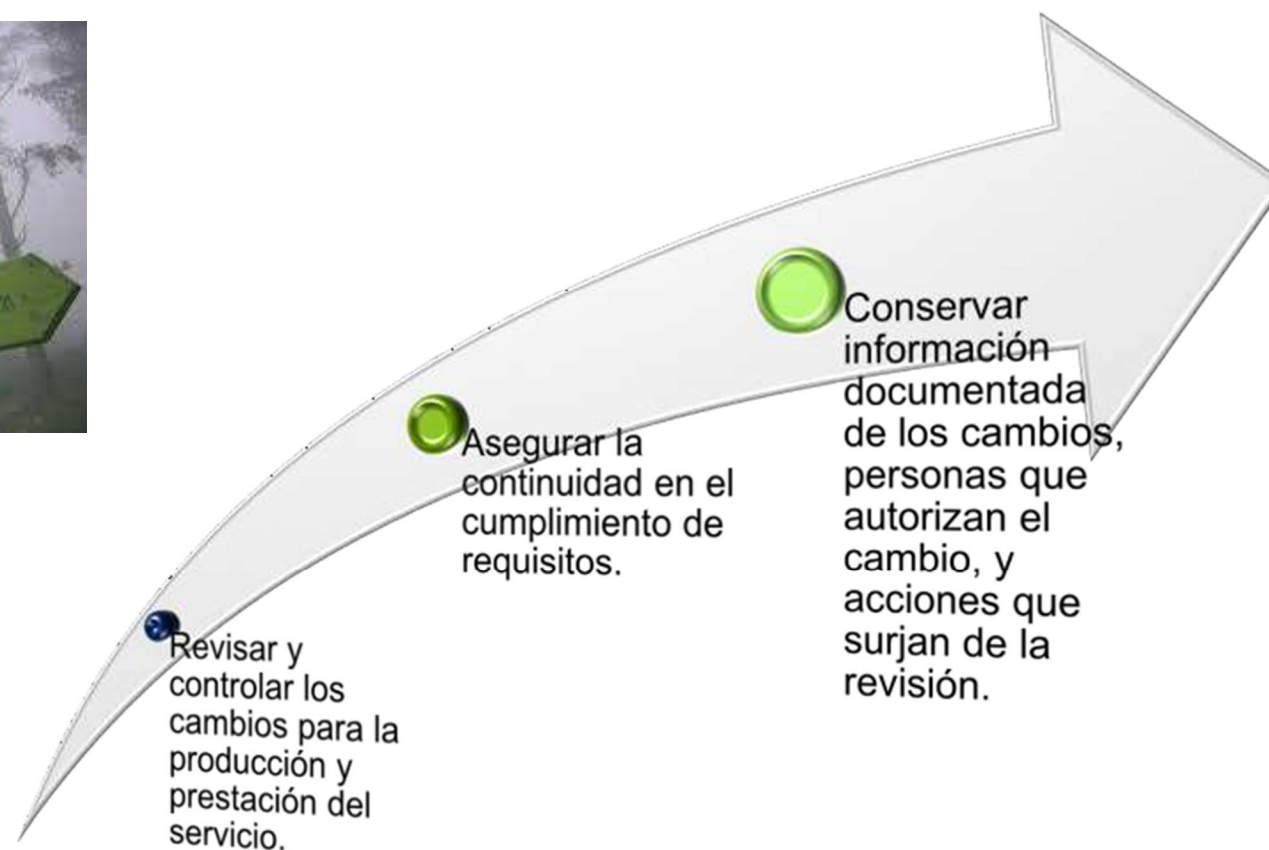 Revisar y
controlar los
cambios para la
producción y
prestación del
servicio.
Asegurar la
continuidad en el
cumplimiento de
requisitos.
Conservar
información
documentada
de los cambios,
personas que
autorizan el
cambio, y
acciones que
surjan de la
revisión.